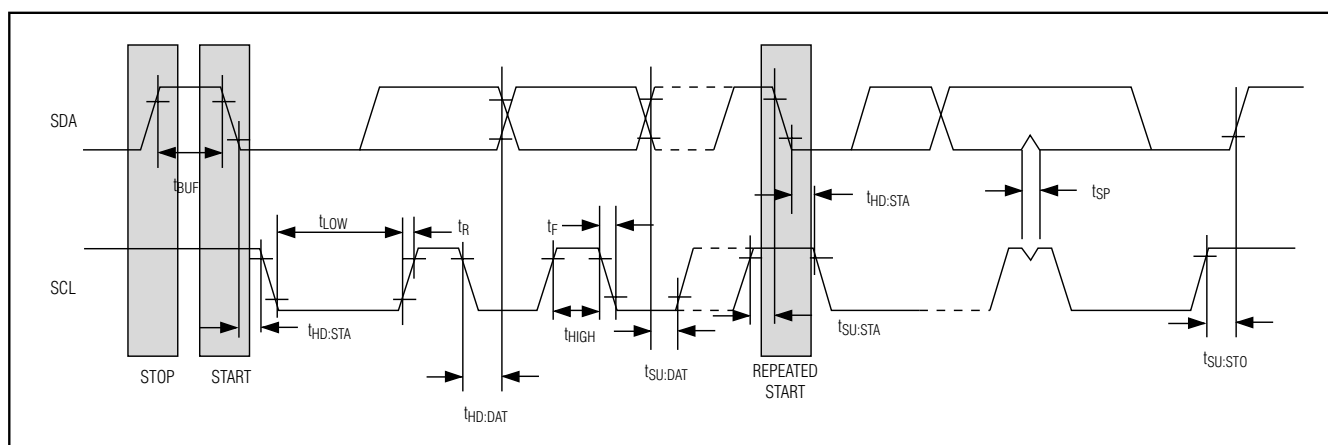 SDA
tBUF
tLOW
tR
tF
tHD:STA
tSP
SCL
tHD:STA
tHIGH
tSU:DAT
tSU:STA
tSU:STO
STOP
START
REPEATED
START
tHD:DAT